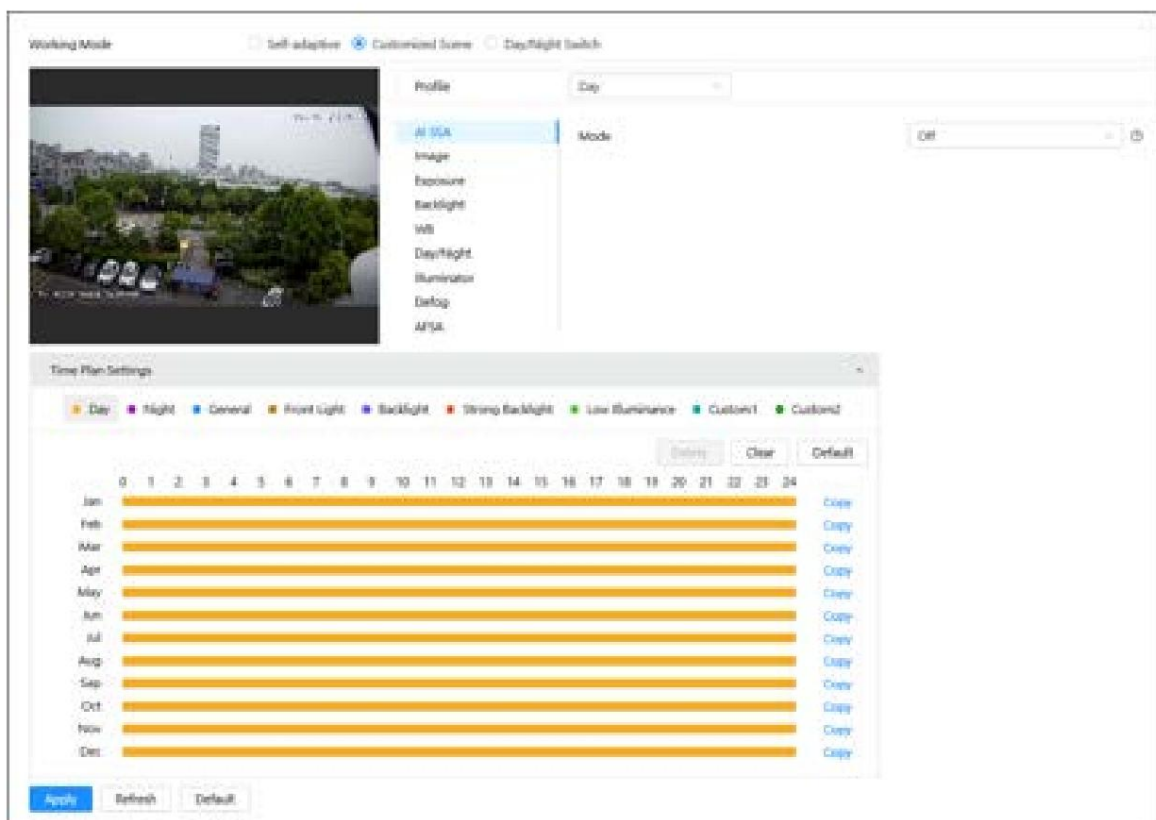 Working Mode Self-adaptive Customized Scene Day/Night Switch
Profile Day
AI SSA Mode Off
Image
Exposure
Backlight
WB
Day/Night
Illuminator
Defog
Time Plan Settings
Day Night General Front Light Backlight Strong Backlight Low Illuminance Custom1 Custom2
Delete Clear Default
0 1 2 3 4 5 6 7 8 9 10 11 12 13 14 15 16 17 18 19 20 21 22 23 24
Jan Copy
Feb Copy
Mar Copy
Apr Copy
May Copy
Jun Copy
Jul Copy
Aug Copy
Sep Copy
Oct Copy
Nov Copy
Dec Copy
Apply Refresh Default